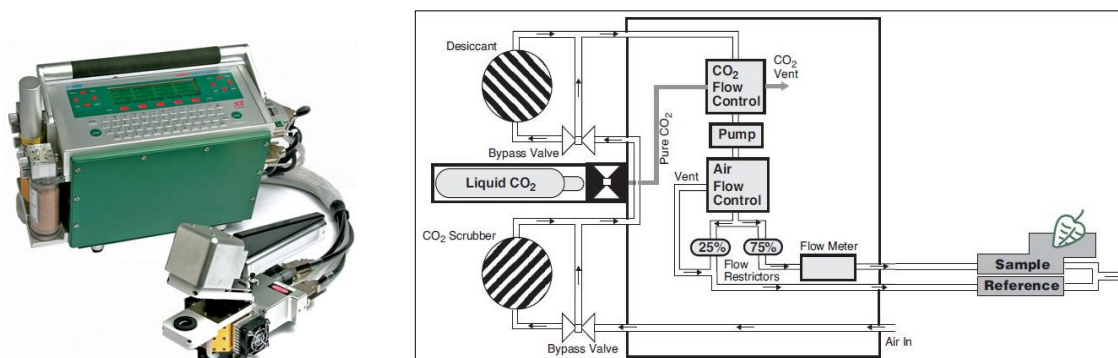 Desiccant
Bypass Valve
Liquid CO₂
CO₂ Scrubber
Bypass Valve
Pure CO₂
CO₂
Flow
Control
CO₂
Vent
Pump
Air
Flow
Control
Vent
25%
75%
Flow
Restrictors
Flow Meter
Sample
Reference
Air In